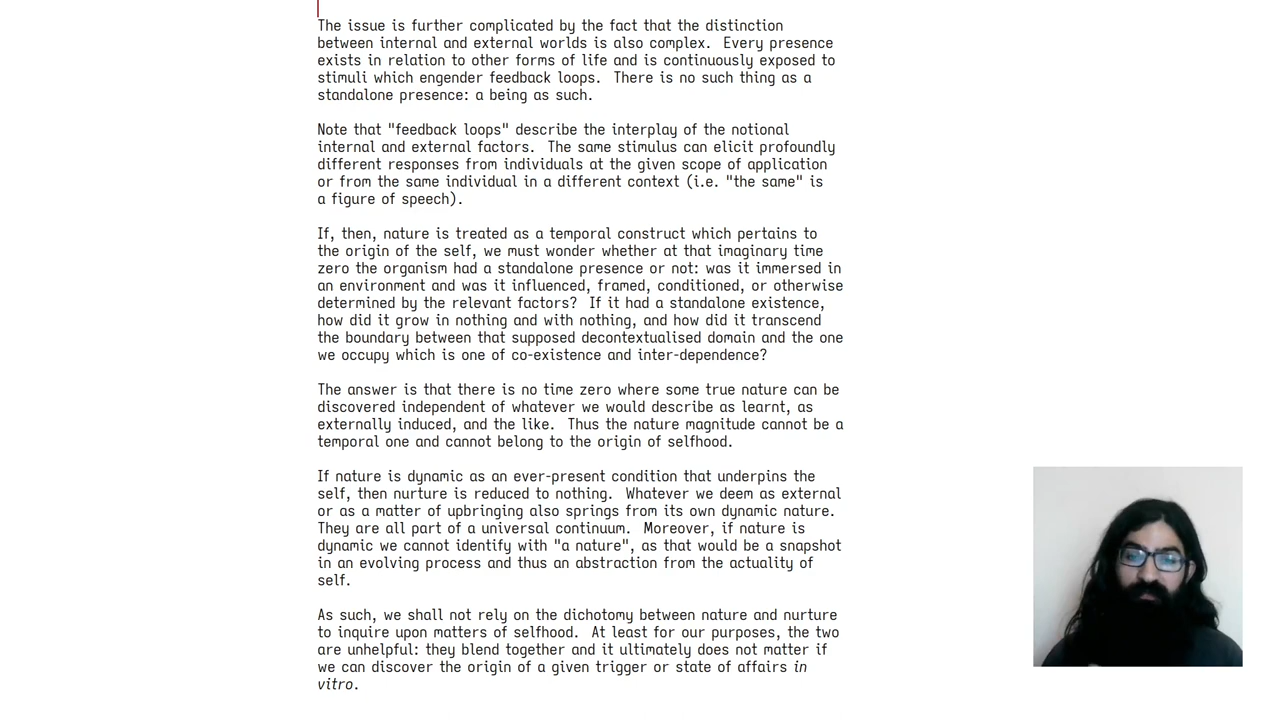 The issue is further complicated by the fact that the distinction
between internal and external worlds is also complex.  Every presence
exists in relation to other forms of life and is continuously exposed to
stimuli which engender feedback loops.  There is no such thing as a
standalone presence: a being as such.
Note that "feedback loops" describe the interplay of the notional
internal and external factors.  The same stimulus can elicit profoundly
different responses from individuals at the given scope of application
or from the same individual in a different context (i.e. "the same" is
a figure of speech).
If, then, nature is treated as a temporal construct which pertains to
the origin of the self, we must wonder whether at that imaginary time
zero the organism had a standalone presence or not: was it immersed in
an environment and was it influenced, framed, conditioned, or otherwise
determined by the relevant factors?  If it had a standalone existence,
how did it grow in nothing and with nothing, and how did it transcend
the boundary between that supposed decontextualised domain and the one
we occupy which is one of co-existence and inter-dependence?
The answer is that there is no time zero where some true nature can be
discovered independent of whatever we would describe as learnt, as
externally induced, and the like.  Thus the nature magnitude cannot be a
temporal one and cannot belong to the origin of selfhood.
If nature is dynamic as an ever-present condition that underpins the
self, then nurture is reduced to nothing.  Whatever we deem as external
or as a matter of upbringing also springs from its own dynamic nature.
They are all part of a universal continuum.  Moreover, if nature is
dynamic we cannot identify with "a nature", as that would be a snapshot
in an evolving process and thus an abstraction from the actuality of
self.
As such, we shall not rely on the dichotomy between nature and nurture
to inquire upon matters of selfhood.  At least for our purposes, the two
are unhelpful: they blend together and it ultimately does not matter if
we can discover the origin of a given trigger or state of affairs in
vitro.